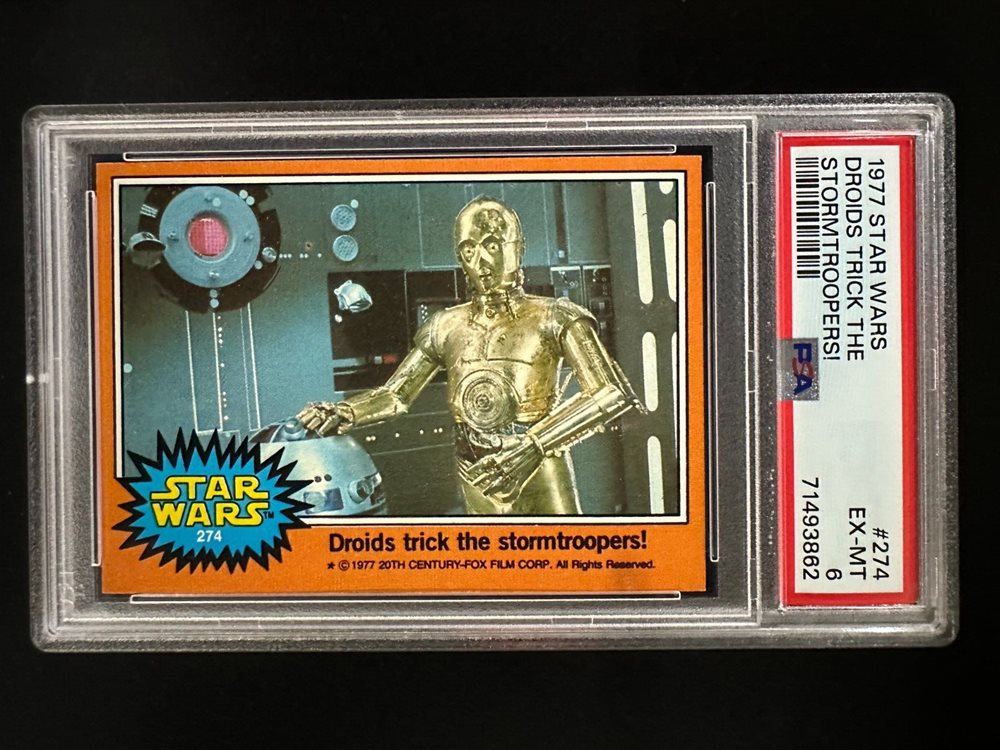 STAR
WARS™
274
Droids trick the stormtroopers!
★ © 1977 20TH CENTURY-FOX FILM CORP. All Rights Reserved.
1977 STAR WARS #274
DROIDS TRICK THE EX-MT
STORMTROOPERS! 6
PSA
71493862